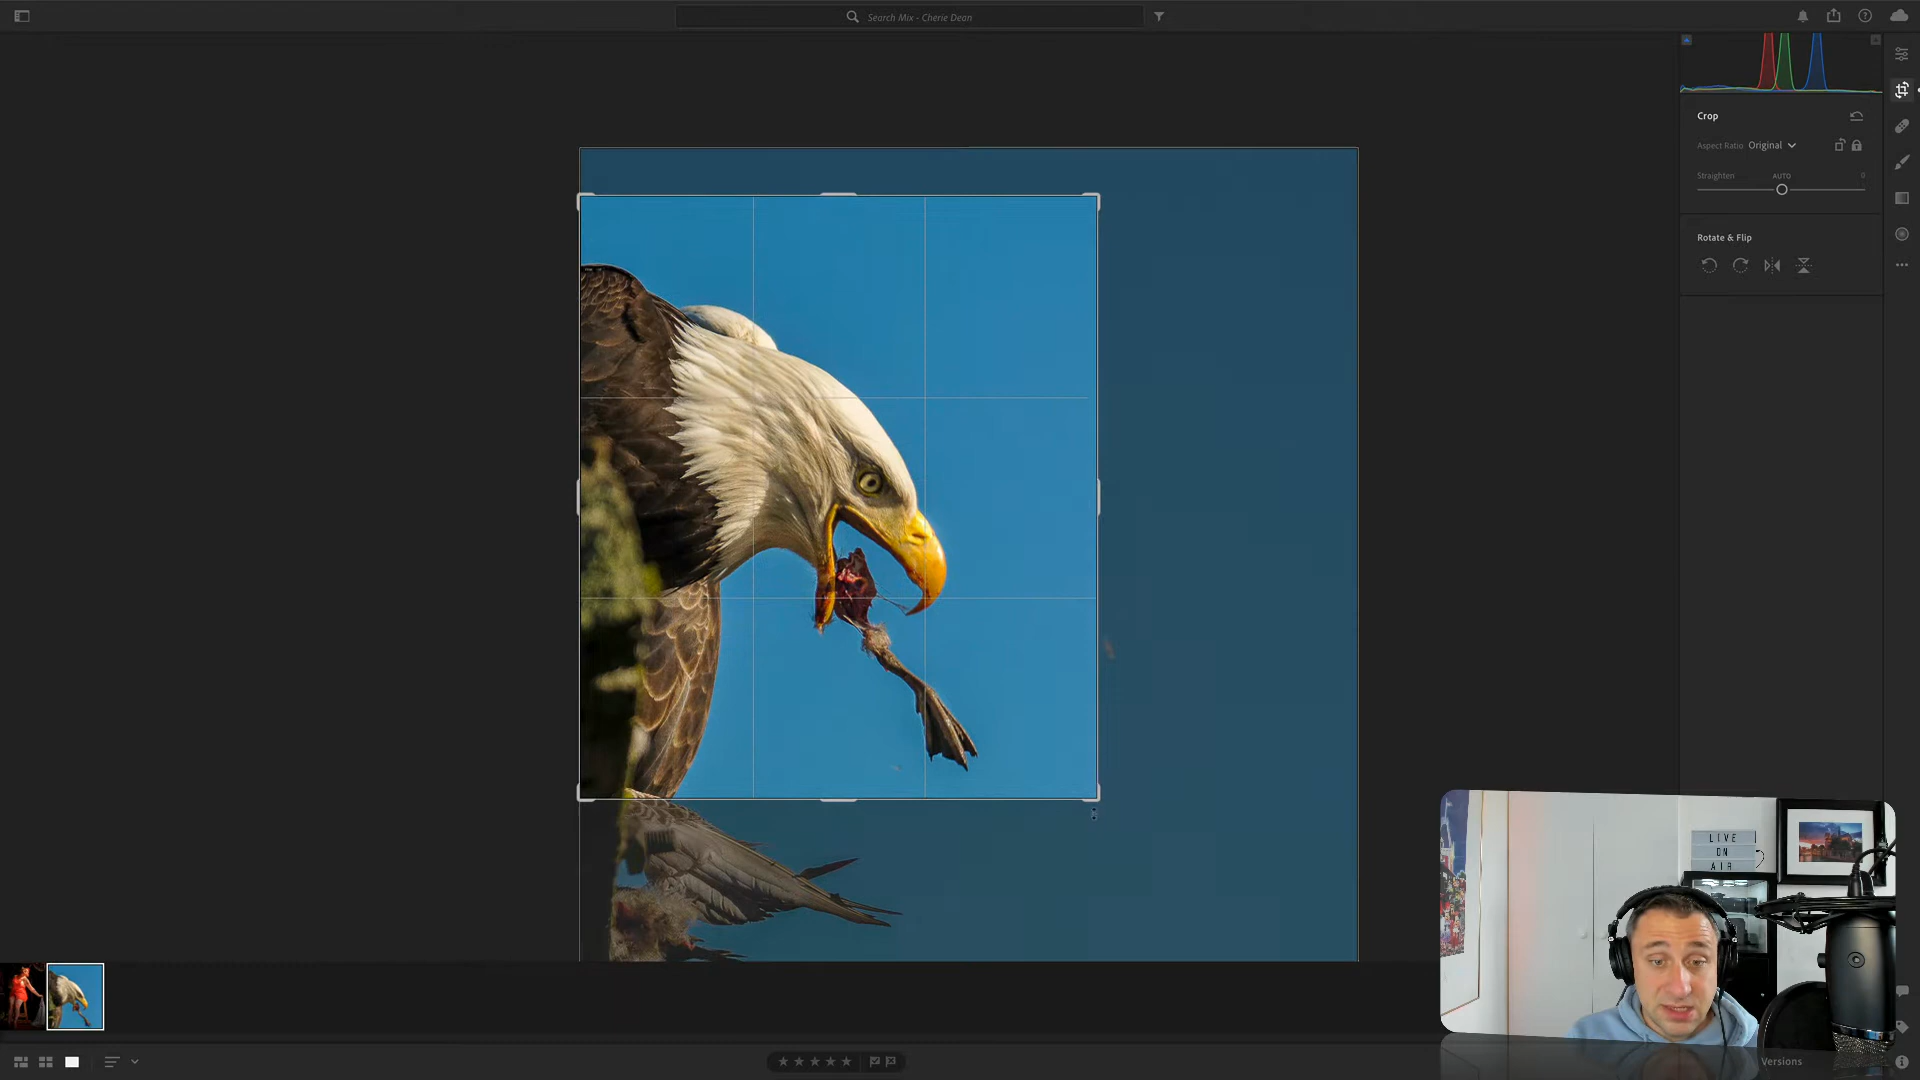 Search Mix - Cherie Dean
Crop
Aspect Ratio Original
Straighten AUTO 0
Rotate & Flip
LIVE
ON
AIR
Versions